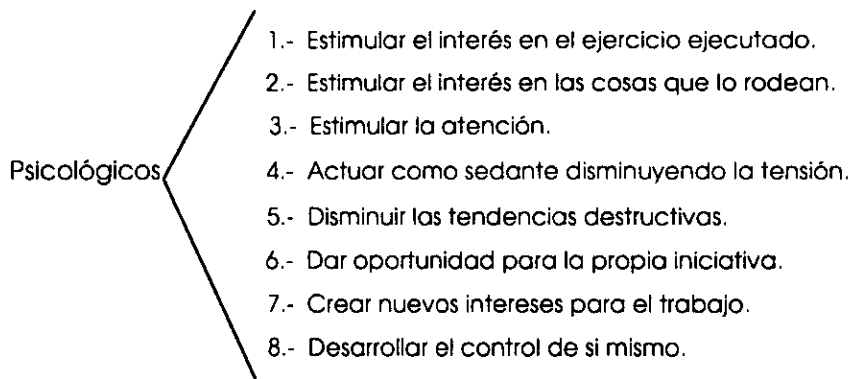 1.- Estimular el interés en el ejercicio ejecutado.
2.- Estimular el interés en las cosas que lo rodean.
3.- Estimular la atención.
Psicológicos
4.- Actuar como sedante disminuyendo la tensión.
5.- Disminuir las tendencias destructivas.
6.- Dar oportunidad para la propia iniciativa.
7.- Crear nuevos intereses para el trabajo.
8.- Desarrollar el control de si mismo.